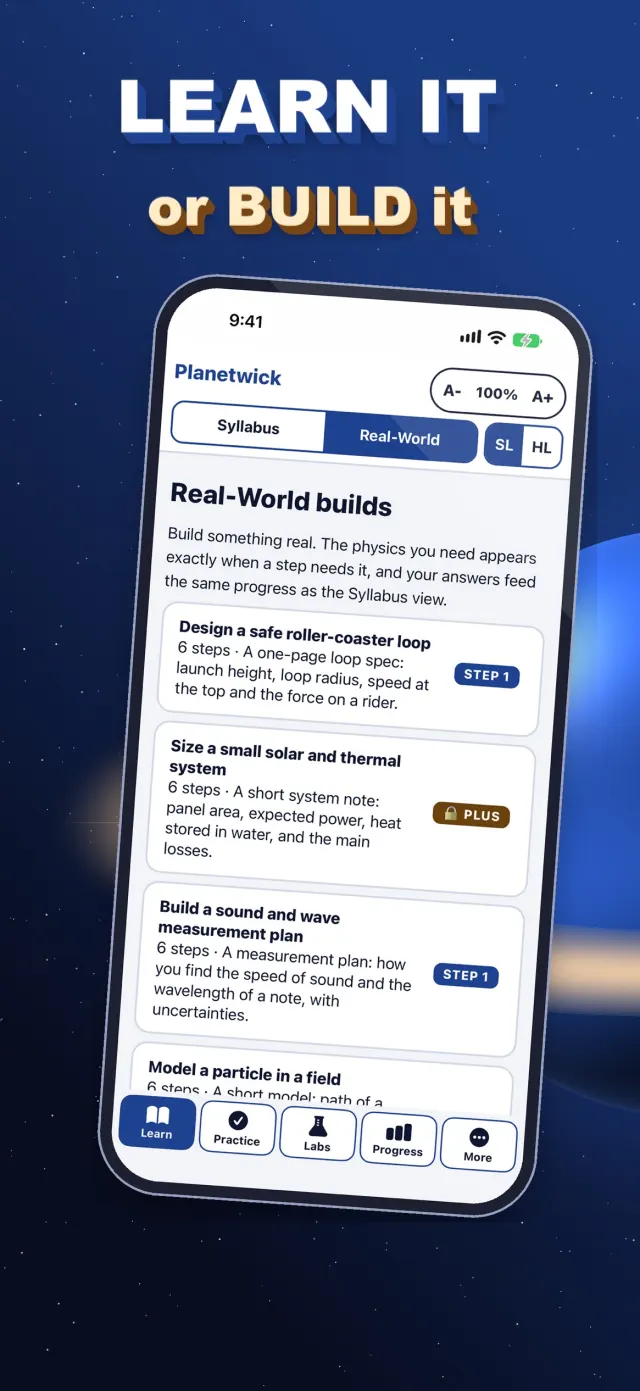 LEARN IT
or BUILD it
9:41
Planetwick
A- 100% A+
Syllabus
Real-World
SL
HL
Real-World builds
Build something real. The physics you need appears
exactly when a step needs it, and your answers feed
the same progress as the Syllabus view.
Design a safe roller-coaster loop
6 steps · A one-page loop spec:
launch height, loop radius, speed at
the top and the force on a rider.
STEP 1
Size a small solar and thermal
system
6 steps · A short system note:
panel area, expected power, heat
stored in water, and the main
losses.
PLUS
Build a sound and wave
measurement plan
6 steps · A measurement plan: how
you find the speed of sound and the
wavelength of a note, with
uncertainties.
STEP 1
Model a particle in a field
6 steps · A short model: path of a
Learn
Practice
Labs
Progress
More